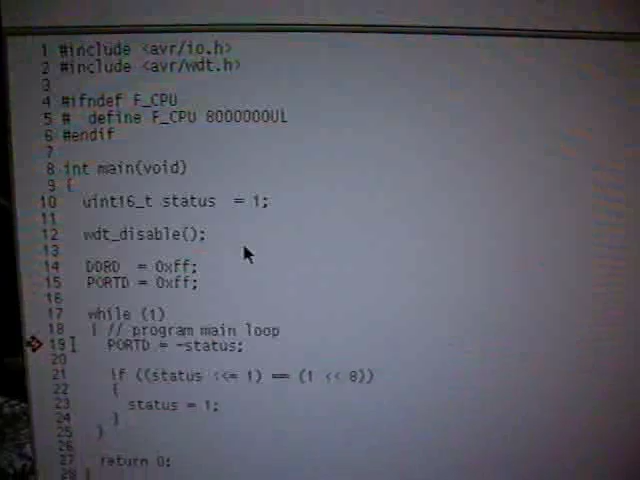 1 #include <avr/io.h>
2 #include <avr/wdt.h>
3
4 #ifndef F_CPU
5 # define F_CPU 8000000UL
6 #endif
7
8 int main(void)
9 {
10 uint16_t status = 1;
11
12 wdt_disable();
13
14 DDRD = 0xff;
15 PORTD = 0xff;
16
17 while (1)
18 { // program main loop
19 PORTD = ~status;
20
21 if ((status <<= 1) == (1 << 8))
22 {
23 status = 1;
24 }
25 }
26
27 return 0;
28 }